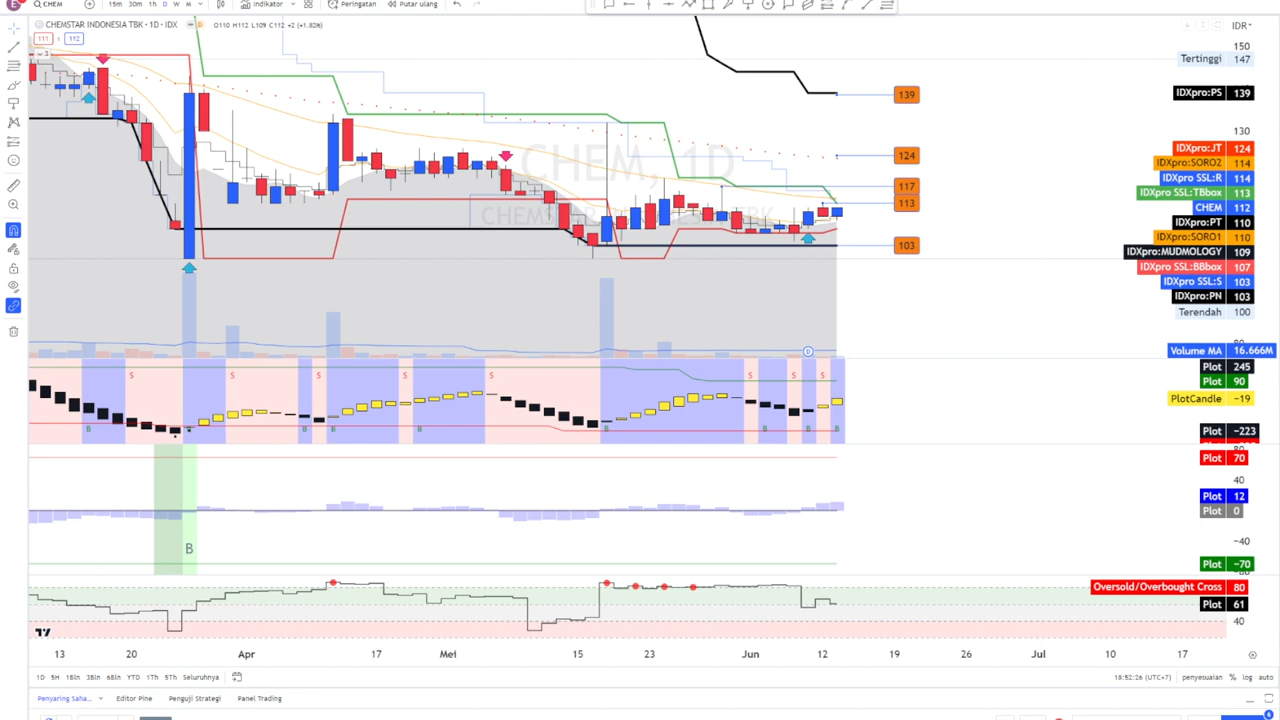 CHEM
15m 30m 1h D W M
Indikator
Peringatan
Putar ulang
CHEMSTAR INDONESIA TBK · 1D · IDX
O110 H112 L109 C112 +2 (+1.82%)
IDR
111 1 112
3
150
Tertinggi 147
IDXpro:PS 139
139
130
IDXpro:JT 124
124
IDXpro:SORO2 114
IDXpro SSL:R 114
117
IDXpro SSL:TBbox 113
113
CHEM 112
IDXpro:PT 110
IDXpro:SORO1 110
IDXpro:MUDMOLOGY 109
103
IDXpro SSL:BBbox 107
IDXpro SSL:S 103
IDXpro:PN 103
Terendah 100
CHEM, 1D
D
Volume MA 16.666M
Plot 245
Plot 90
PlotCandle −19
Plot −223
S S S S S S S S
B B B B B B B B
Plot 70
40
Plot 12
Plot 0
−40
Plot −70
B
Oversold/Overbought Cross 80
Plot 61
40
13 20 Apr 17 Mei 15 23 Jun 12 19 26 Jul 10 17
1D 5H 1bln 3bln 6bln YTD 1Th 5Th Seluruhnya
18:52:26 (UTC+7) penyesuaian % log auto
Penyaring Saha... Editor Pine Penguji Strategi Panel Trading